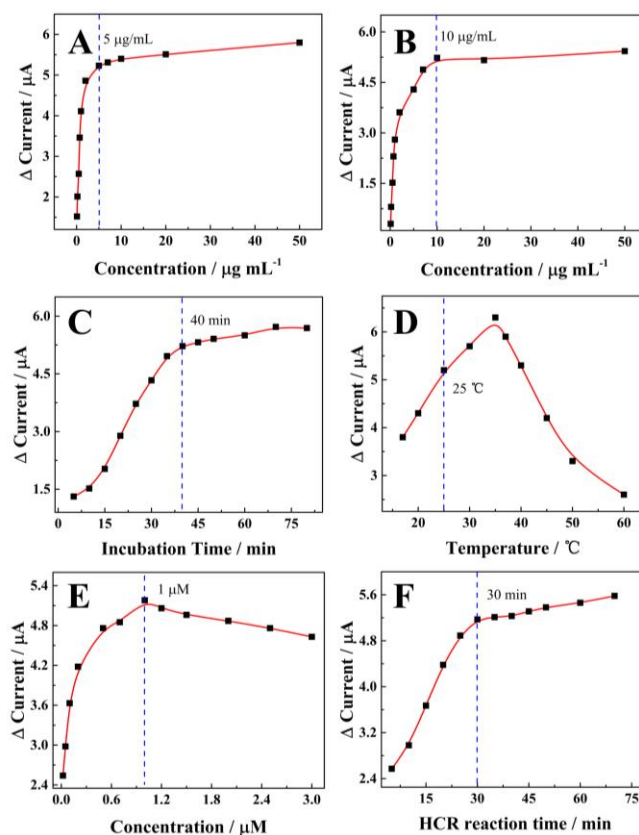 A
5 μg/mL
Δ Current / μA
6
5
4
3
2
1
0
10
20
30
40
50
Concentration / μg mL⁻¹
B
10 μg/mL
Δ Current / μA
6.0
4.5
3.0
1.5
0
10
20
30
40
50
Concentration / μg mL⁻¹
C
40 min
Δ Current / μA
6.0
4.5
3.0
1.5
0
15
30
45
60
75
Incubation Time / min
D
25 ℃
Δ Current / μA
6
5
4
3
20
30
40
50
60
Temperature / ℃
E
1 μM
Δ Current / μA
5.4
4.8
4.2
3.6
3.0
2.4
0.0
0.6
1.2
1.8
2.4
3.0
Concentration / μM
F
30 min
Δ Current / μA
5.6
4.8
4.0
3.2
2.4
15
30
45
60
75
HCR reaction time / min